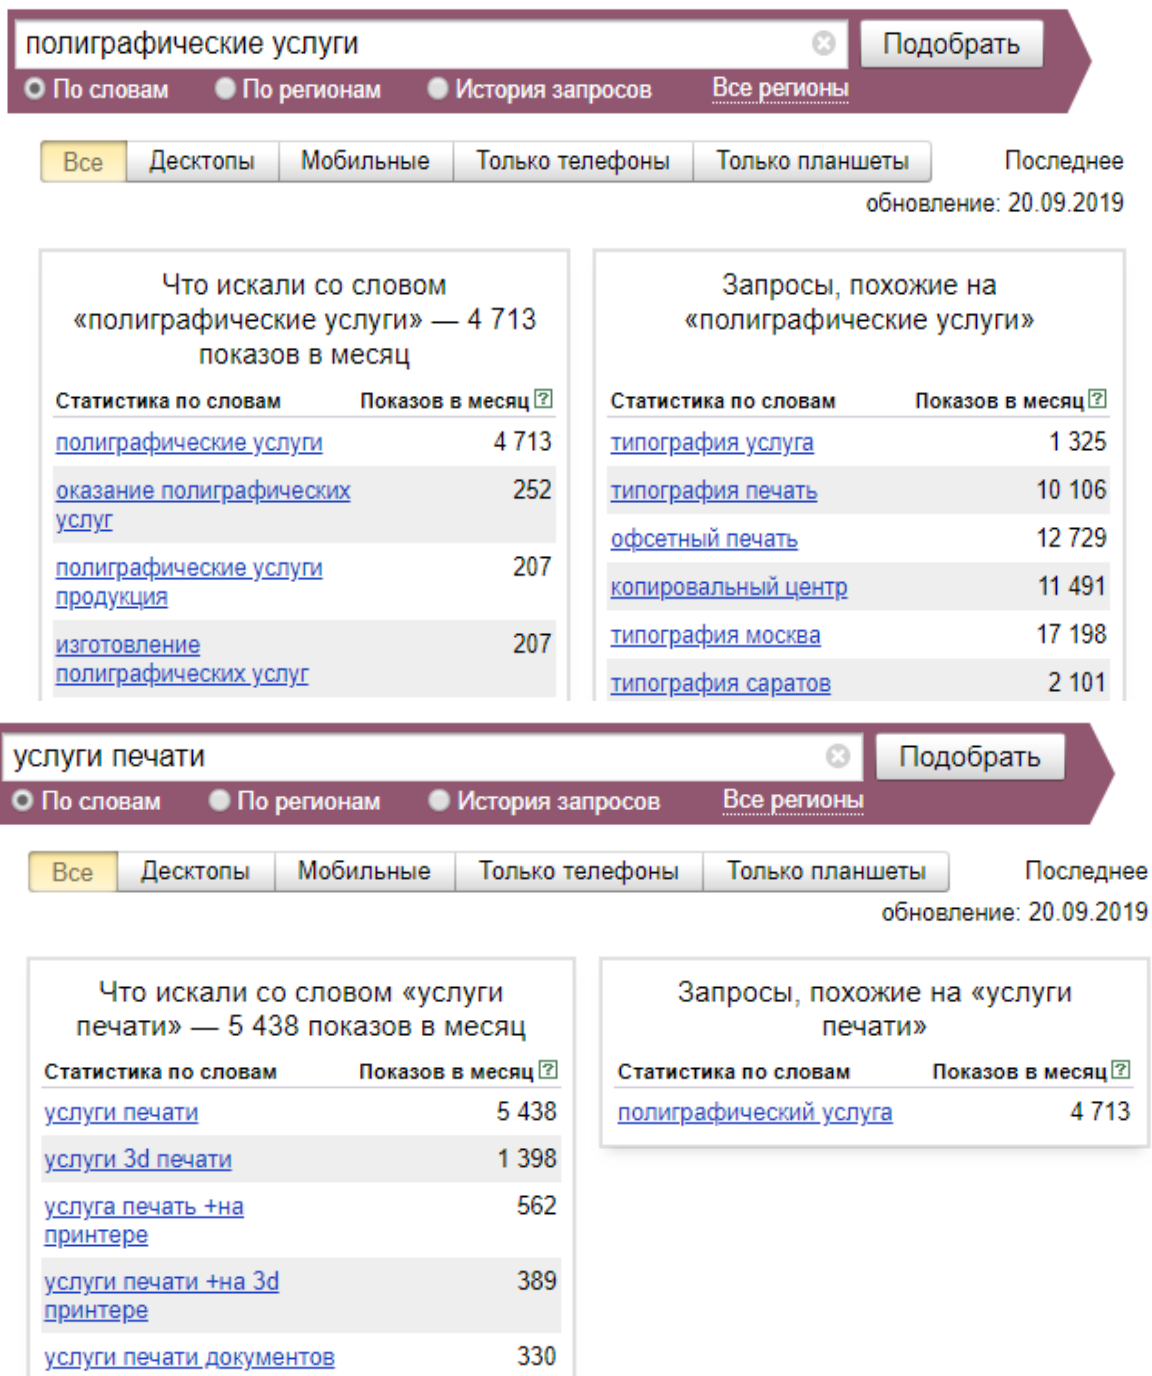 полиграфические услуги
Подобрать
По словам По регионам История запросов Все регионы
Все Десктопы Мобильные Только телефоны Только планшеты Последнее
обновление: 20.09.2019
Что искали со словом
«полиграфические услуги» — 4 713
показов в месяц
Статистика по словам Показов в месяц ?
полиграфические услуги 4 713
оказание полиграфических 252
услуг
полиграфические услуги 207
продукция
изготовление 207
полиграфических услуг
Запросы, похожие на
«полиграфические услуги»
Статистика по словам Показов в месяц ?
типография услуга 1 325
типография печать 10 106
офсетный печать 12 729
копировальный центр 11 491
типография москва 17 198
типография саратов 2 101
услуги печати
Подобрать
По словам По регионам История запросов Все регионы
Все Десктопы Мобильные Только телефоны Только планшеты Последнее
обновление: 20.09.2019
Что искали со словом «услуги
печати» — 5 438 показов в месяц
Статистика по словам Показов в месяц ?
услуги печати 5 438
услуги 3d печати 1 398
услуга печать +на 562
принтере
услуги печати +на 3d 389
принтере
услуги печати документов 330
Запросы, похожие на «услуги
печати»
Статистика по словам Показов в месяц ?
полиграфический услуга 4 713